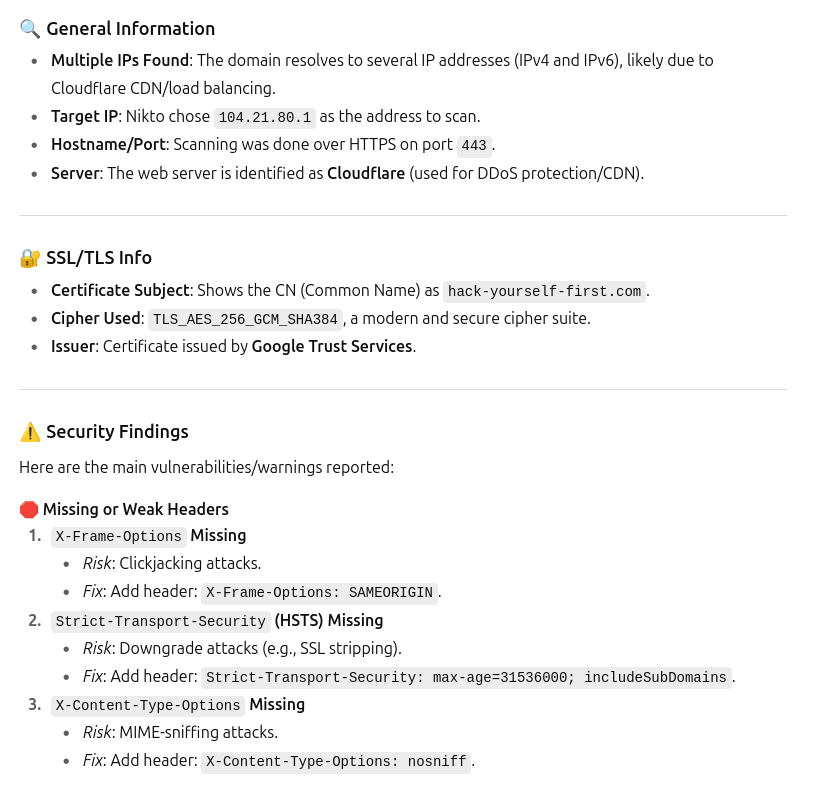 🔍 General Information
• Multiple IPs Found: The domain resolves to several IP addresses (IPv4 and IPv6), likely due to
Cloudflare CDN/load balancing.
• Target IP: Nikto chose 104.21.80.1 as the address to scan.
• Hostname/Port: Scanning was done over HTTPS on port 443.
• Server: The web server is identified as Cloudflare (used for DDoS protection/CDN).
🔐 SSL/TLS Info
• Certificate Subject: Shows the CN (Common Name) as hack-yourself-first.com.
• Cipher Used: TLS_AES_256_GCM_SHA384, a modern and secure cipher suite.
• Issuer: Certificate issued by Google Trust Services.
⚠️ Security Findings
Here are the main vulnerabilities/warnings reported:
🛑 Missing or Weak Headers
1. X-Frame-Options Missing
• Risk: Clickjacking attacks.
• Fix: Add header: X-Frame-Options: SAMEORIGIN.
2. Strict-Transport-Security (HSTS) Missing
• Risk: Downgrade attacks (e.g., SSL stripping).
• Fix: Add header: Strict-Transport-Security: max-age=31536000; includeSubDomains.
3. X-Content-Type-Options Missing
• Risk: MIME-sniffing attacks.
• Fix: Add header: X-Content-Type-Options: nosniff.